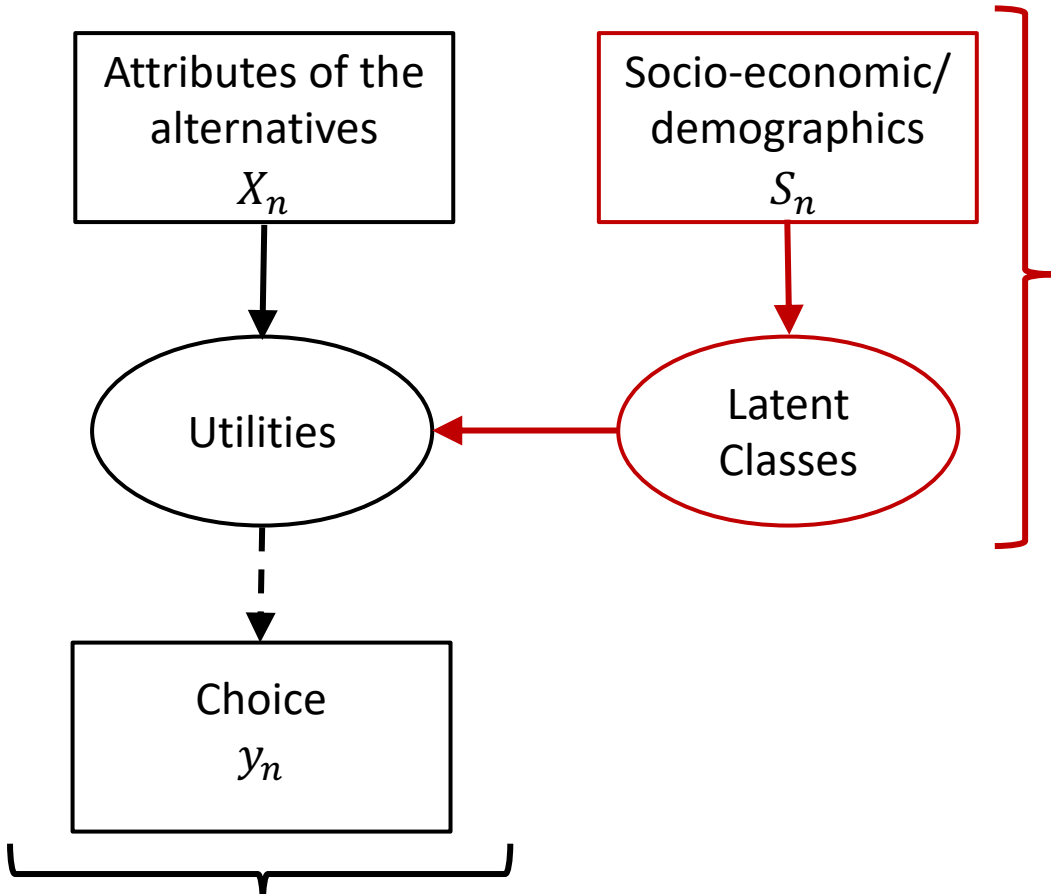 Attributes of the
alternatives
Xₙ
Socio-economic/
demographics
Sₙ
Utilities
Latent
Classes
Choice
yₙ